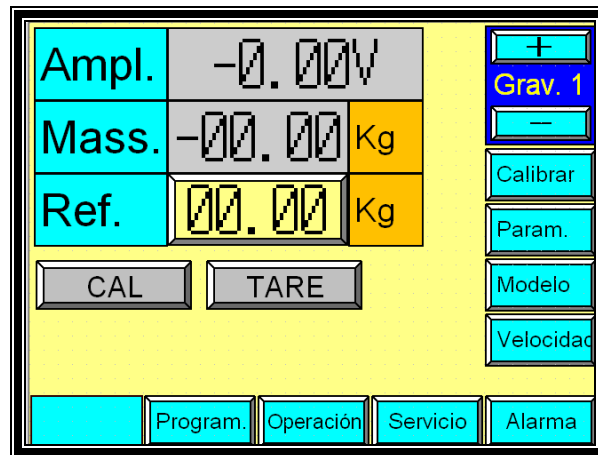 Ampl. -0.00V
+
Grav. 1
−
Mass. -00.00 Kg
Ref. 00.00 Kg
CAL TARE
Calibrar
Param.
Modelo
Velocidad
Program. Operación Servicio Alarma